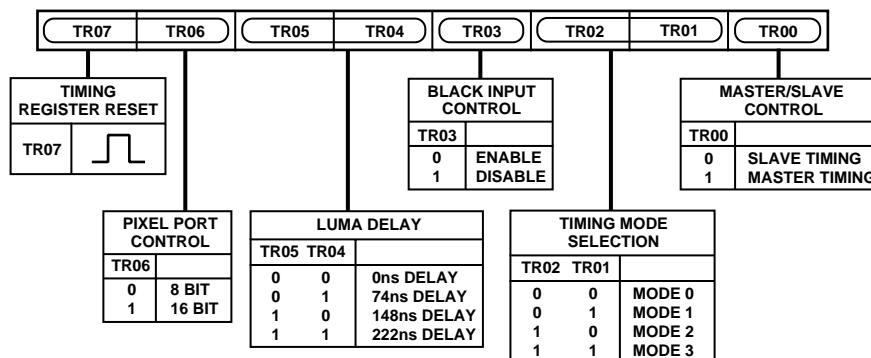 TR07 TR06 TR05 TR04 TR03 TR02 TR01 TR00
TIMING
REGISTER RESET
TR07
BLACK INPUT
CONTROL
TR03
0 ENABLE
1 DISABLE
MASTER/SLAVE
CONTROL
TR00
0 SLAVE TIMING
1 MASTER TIMING
PIXEL PORT
CONTROL
TR06
0 8 BIT
1 16 BIT
LUMA DELAY
TR05 TR04
0 0 0ns DELAY
0 1 74ns DELAY
1 0 148ns DELAY
1 1 222ns DELAY
TIMING MODE
SELECTION
TR02 TR01
0 0 MODE 0
0 1 MODE 1
1 0 MODE 2
1 1 MODE 3